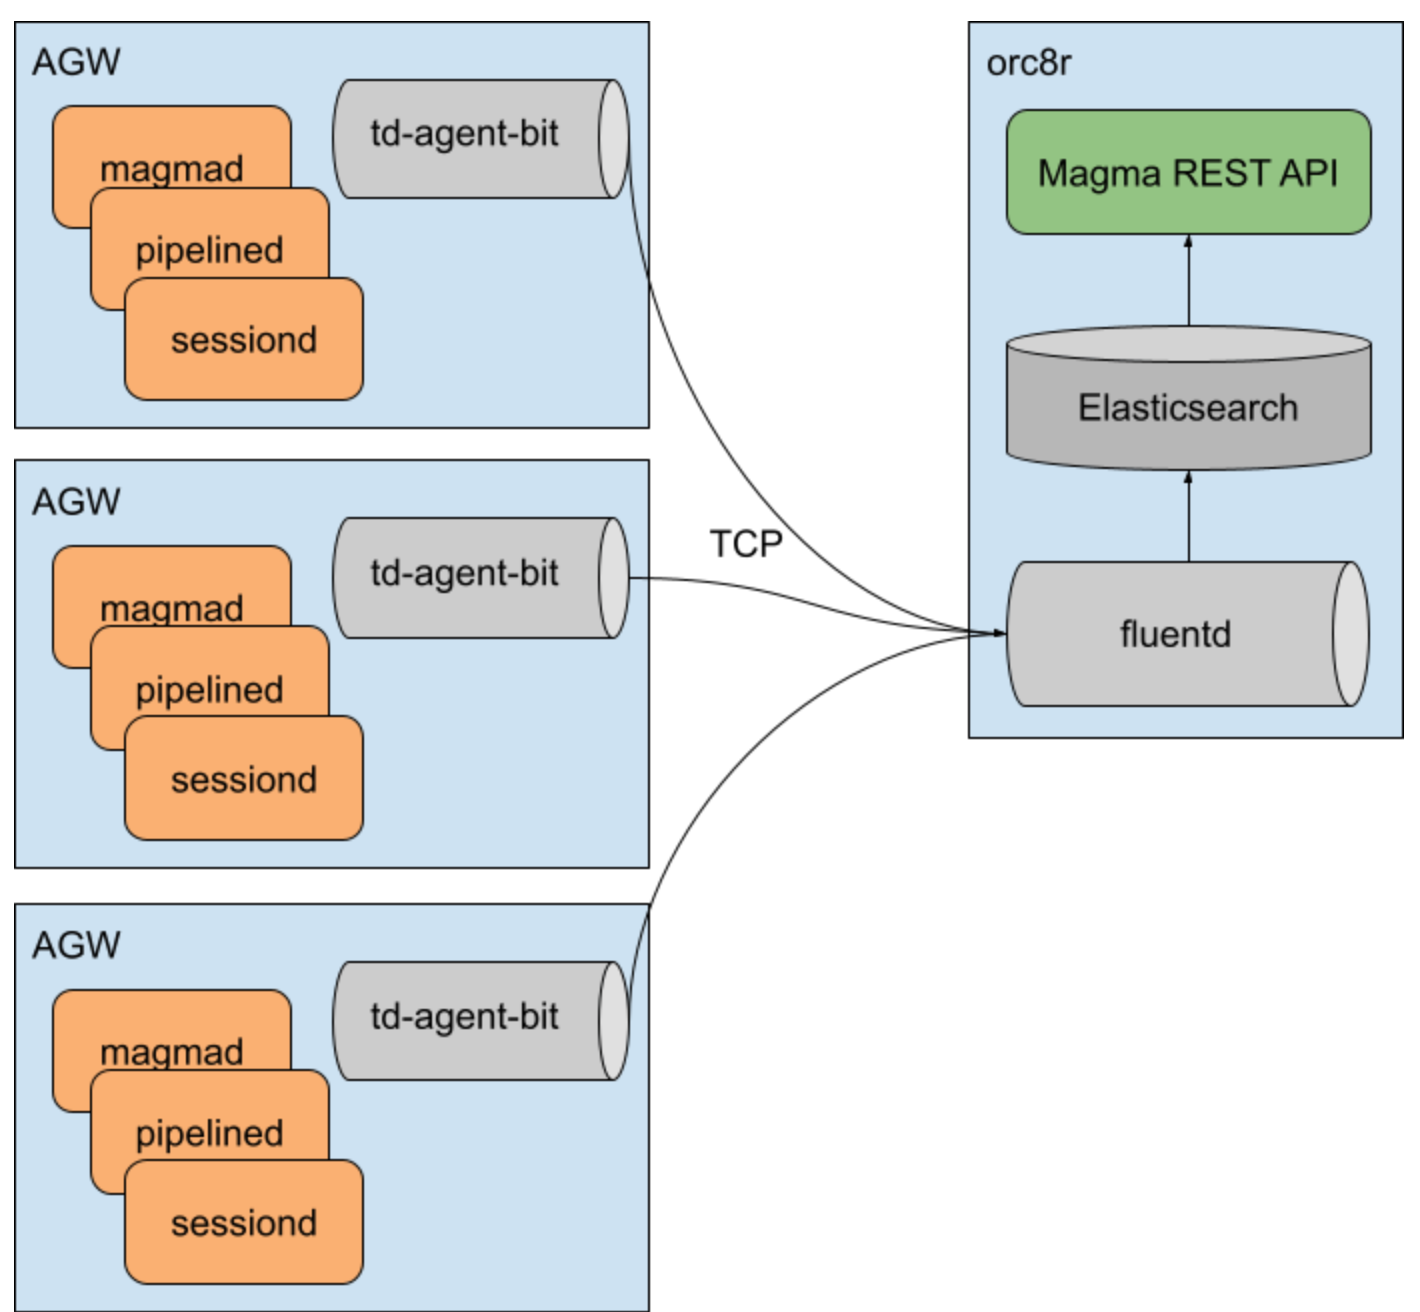 AGW
td-agent-bit
magmad
pipelined
sessiond
AGW
td-agent-bit
magmad
pipelined
sessiond
AGW
td-agent-bit
magmad
pipelined
sessiond
TCP
orc8r
Magma REST API
Elasticsearch
fluentd